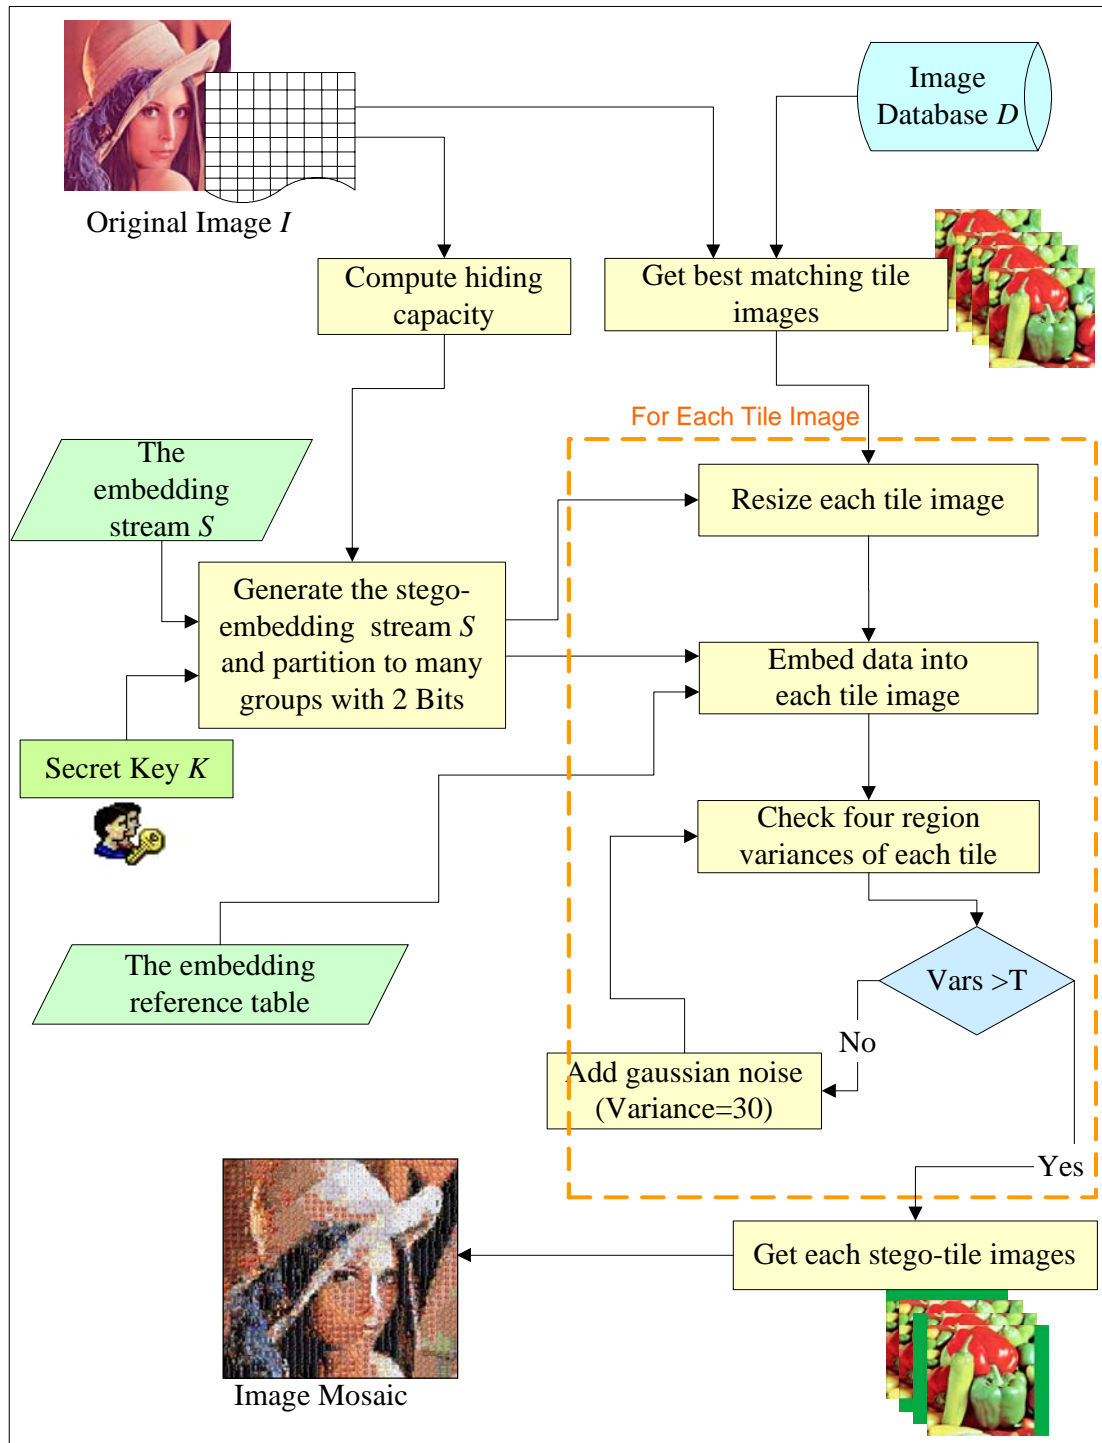 Image
Database D
Original Image I
Compute hiding
capacity
Get best matching tile
images
For Each Tile Image
The
embedding
stream S
Resize each tile image
Generate the stego-
embedding stream S
and partition to many
groups with 2 Bits
Embed data into
each tile image
Secret Key K
Check four region
variances of each tile
The embedding
reference table
Vars >T
No
Add gaussian noise
(Variance=30)
Yes
Get each stego-tile images
Image Mosaic